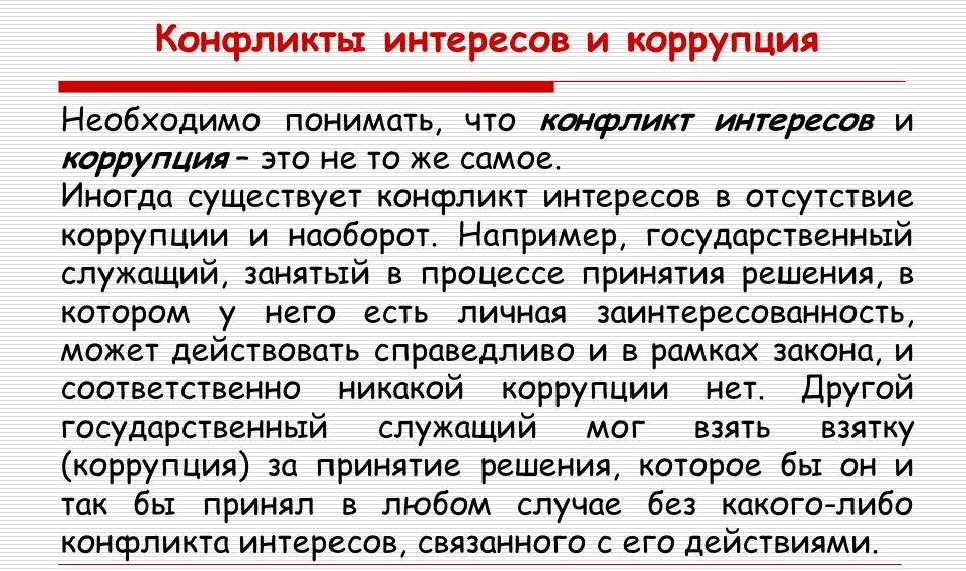 Конфликты интересов и коррупция
Необходимо понимать, что конфликт интересов и
коррупция – это не то же самое.
Иногда существует конфликт интересов в отсутствие
коррупции и наоборот. Например, государственный
служащий, занятый в процессе принятия решения, в
котором у него есть личная заинтересованность,
может действовать справедливо и в рамках закона, и
соответственно никакой коррупции нет. Другой
государственный служащий мог взять взятку
(коррупция) за принятие решения, которое бы он и
так бы принял в любом случае без какого-либо
конфликта интересов, связанного с его действиями.